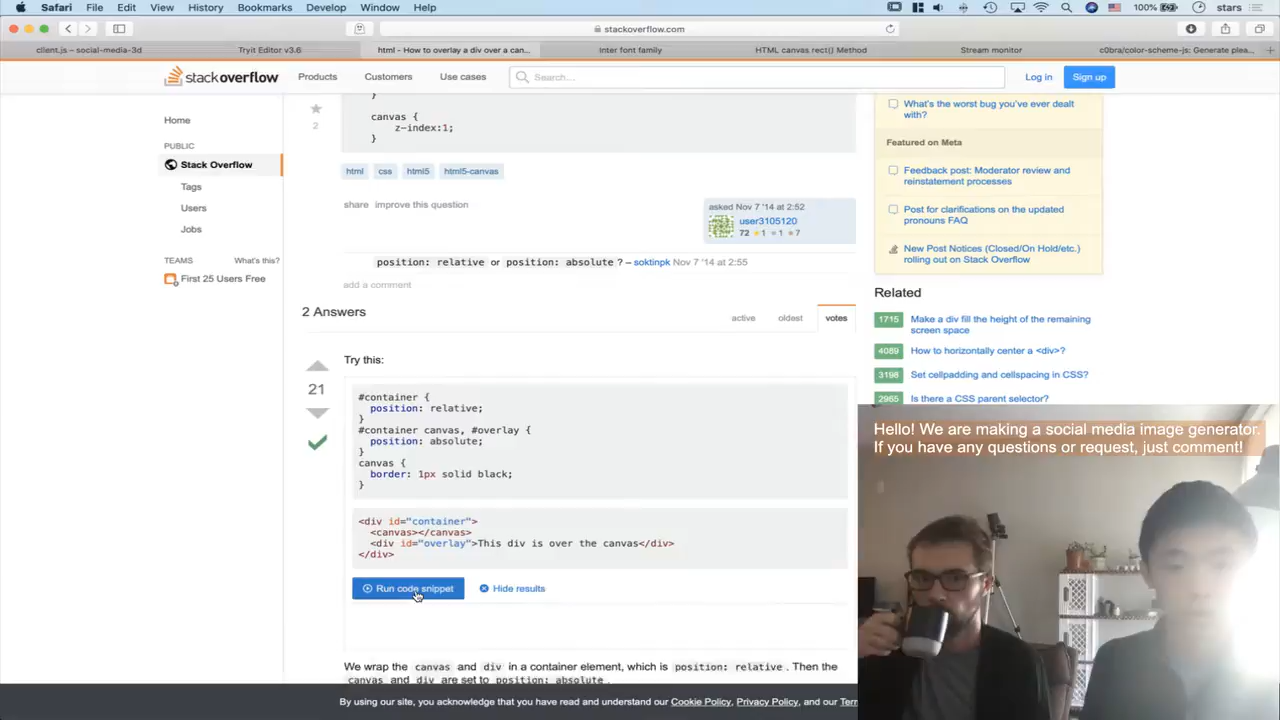 Safari File Edit View History Bookmarks Develop Window Help 100% stars
stackoverflow.com
client.js – social-media-3d Tryit Editor v3.6 html - How to overlay a div over a can... Inter font family HTML canvas rect() Method Stream monitor c0bra/color-scheme-js: Generate plea...
stackoverflow Products Customers Use cases Search... Log in Sign up
Home
PUBLIC
Stack Overflow
Tags
Users
Jobs
TEAMS What's this?
First 25 Users Free
2
}
canvas {
z-index:1;
}
html css html5 html5-canvas
share improve this question
asked Nov 7 '14 at 2:52
user3105120
72 1 1 7
position: relative or position: absolute ? – soktinpk Nov 7 '14 at 2:55
add a comment
2 Answers
active oldest votes
21
Try this:
#container {
position: relative;
}
#container canvas, #overlay {
position: absolute;
}
canvas {
border: 1px solid black;
}
<div id="container">
<canvas></canvas>
<div id="overlay">This div is over the canvas</div>
</div>
Run code snippet Hide results
We wrap the canvas and div in a container element, which is position: relative. Then the
canvas and div are set to position: absolute.
What's the worst bug you've ever dealt
with?
Featured on Meta
Feedback post: Moderator review and
reinstatement processes
Post for clarifications on the updated
pronouns FAQ
New Post Notices (Closed/On Hold/etc.)
rolling out on Stack Overflow
Related
1715 Make a div fill the height of the remaining
screen space
4089 How to horizontally center a <div>?
3198 Set cellpadding and cellspacing in CSS?
2965 Is there a CSS parent selector?
Hello! We are making a social media image generator.
If you have any questions or request, just comment!
By using our site, you acknowledge that you have read and understand our Cookie Policy, Privacy Policy, and our Term